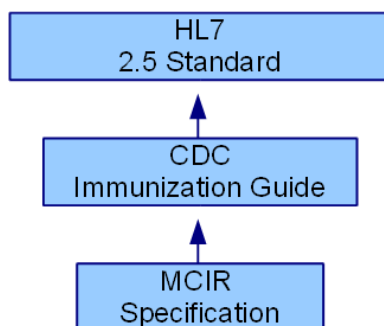 HL7
2.5 Standard
CDC
Immunization Guide
MCIR
Specification